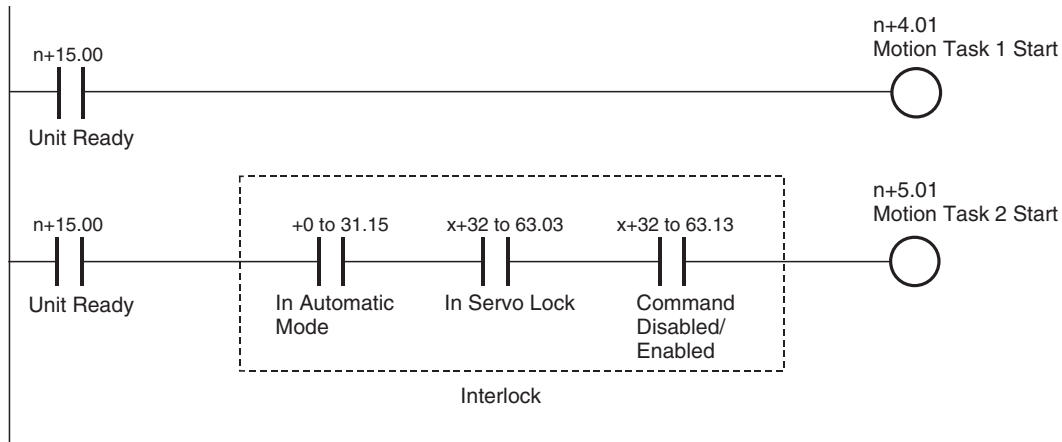 n+4.01
Motion Task 1 Start
n+15.00
Unit Ready
n+5.01
Motion Task 2 Start
n+15.00
+0 to 31.15
x+32 to 63.03
x+32 to 63.13
Unit Ready
In Automatic
Mode
In Servo Lock
Command
Disabled/
Enabled
Interlock